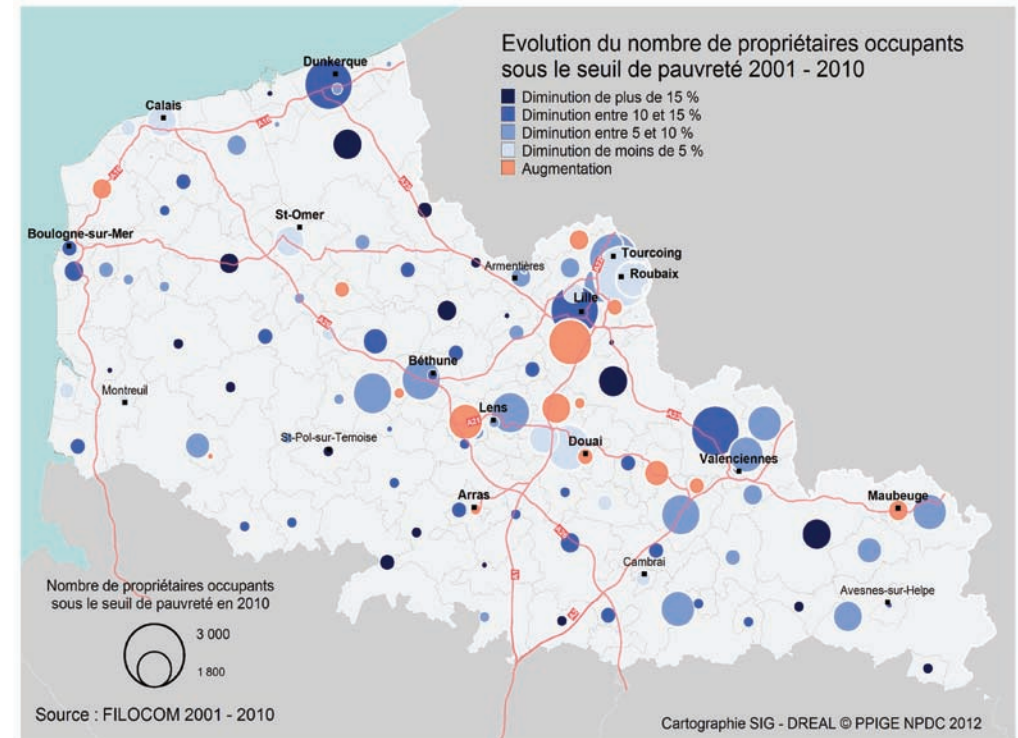 Evolution du nombre de propriétaires occupants
sous le seuil de pauvreté 2001 - 2010
Diminution de plus de 15 %
Diminution entre 10 et 15 %
Diminution entre 5 et 10 %
Diminution de moins de 5 %
Augmentation
Dunkerque
Calais
St-Omer
Boulogne-sur-Mer
Tourcoing
Roubaix
Armentières
Lille
Béthune
Montreuil
Lens
St-Pol-sur-Ternoise
Douai
Valenciennes
Arras
Maubeuge
Cambrai
Avesnes-sur-Helpe
Nombre de propriétaires occupants
sous le seuil de pauvreté en 2010
3 000
1 800
Source : FILOCOM 2001 - 2010
Cartographie SIG - DREAL © PPIGE NPDC 2012